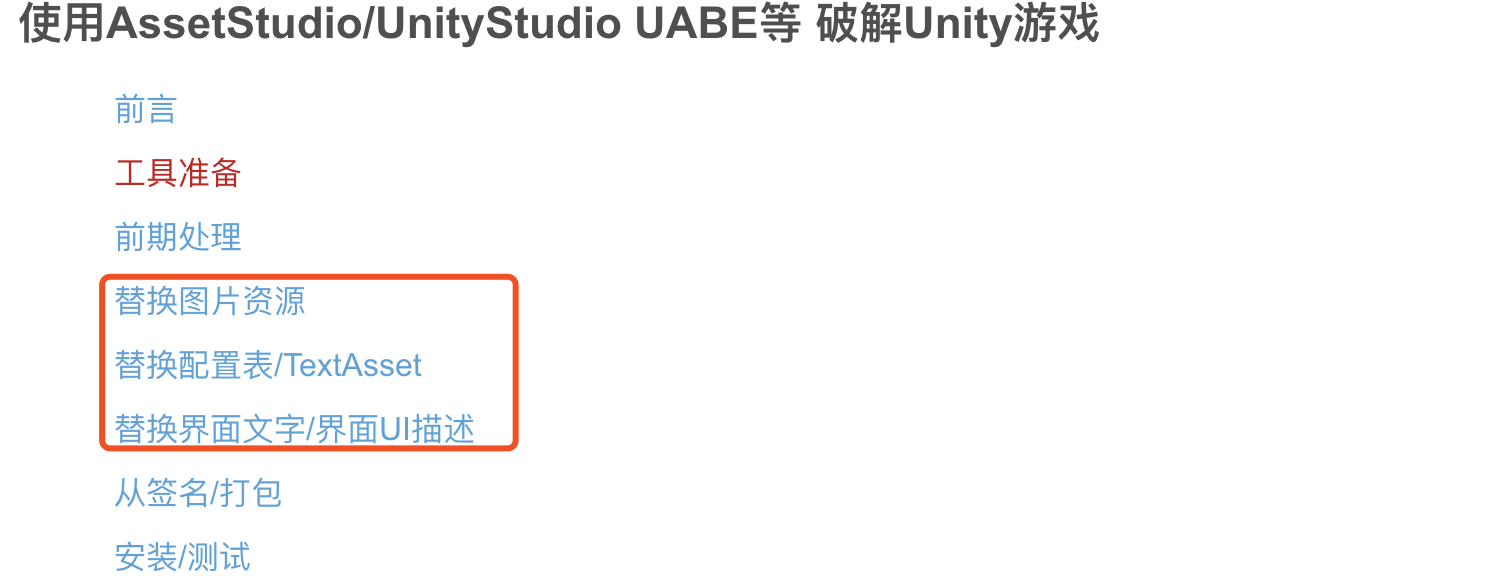 使用AssetStudio/UnityStudio UABE等 破解Unity游戏
前言
工具准备
前期处理
替换图片资源
替换配置表/TextAsset
替换界面文字/界面UI描述
从签名/打包
安装/测试